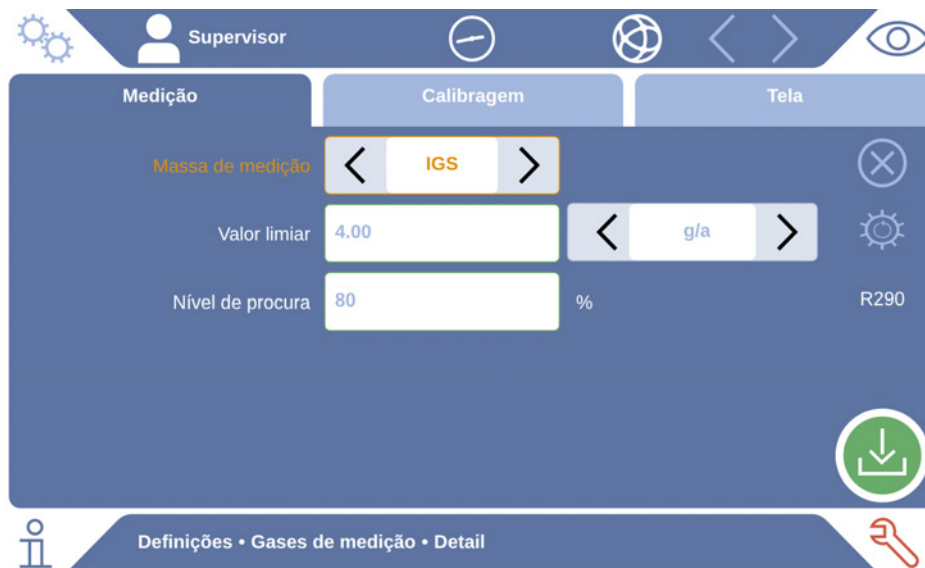 Supervisor
Medição
Calibragem
Tela
Massa de medição
IGS
Valor limiar
4.00
g/a
Nível de procura
80
%
R290
Definições • Gases de medição • Detail